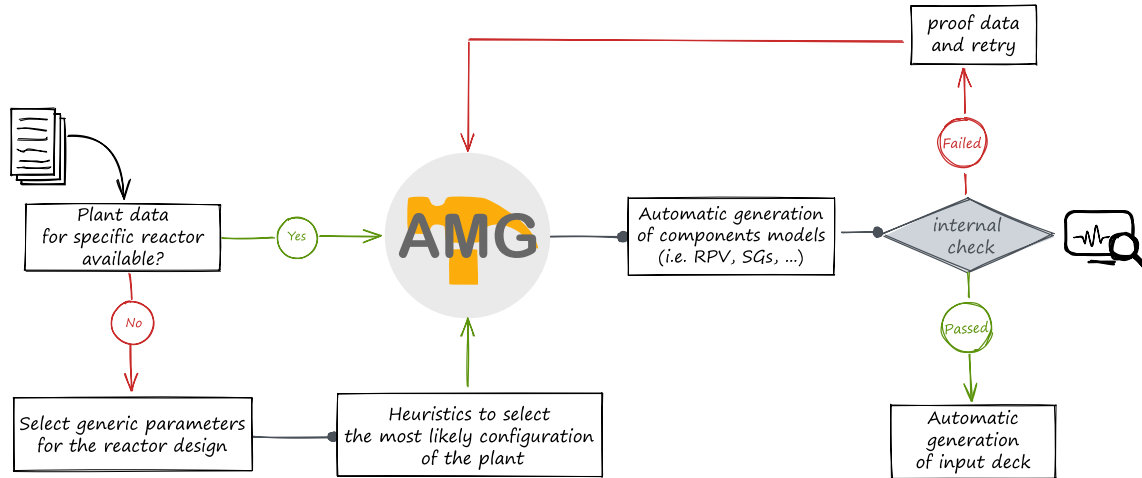 proof data
and retry
Failed
Plant data
for specific reactor
available?
Yes
AMG
Automatic generation
of components models
(i.e. RPV, SGs, ...)
internal
check
No
Passed
Select generic parameters
for the reactor design
Heuristics to select
the most likely configuration
of the plant
Automatic
generation
of input deck